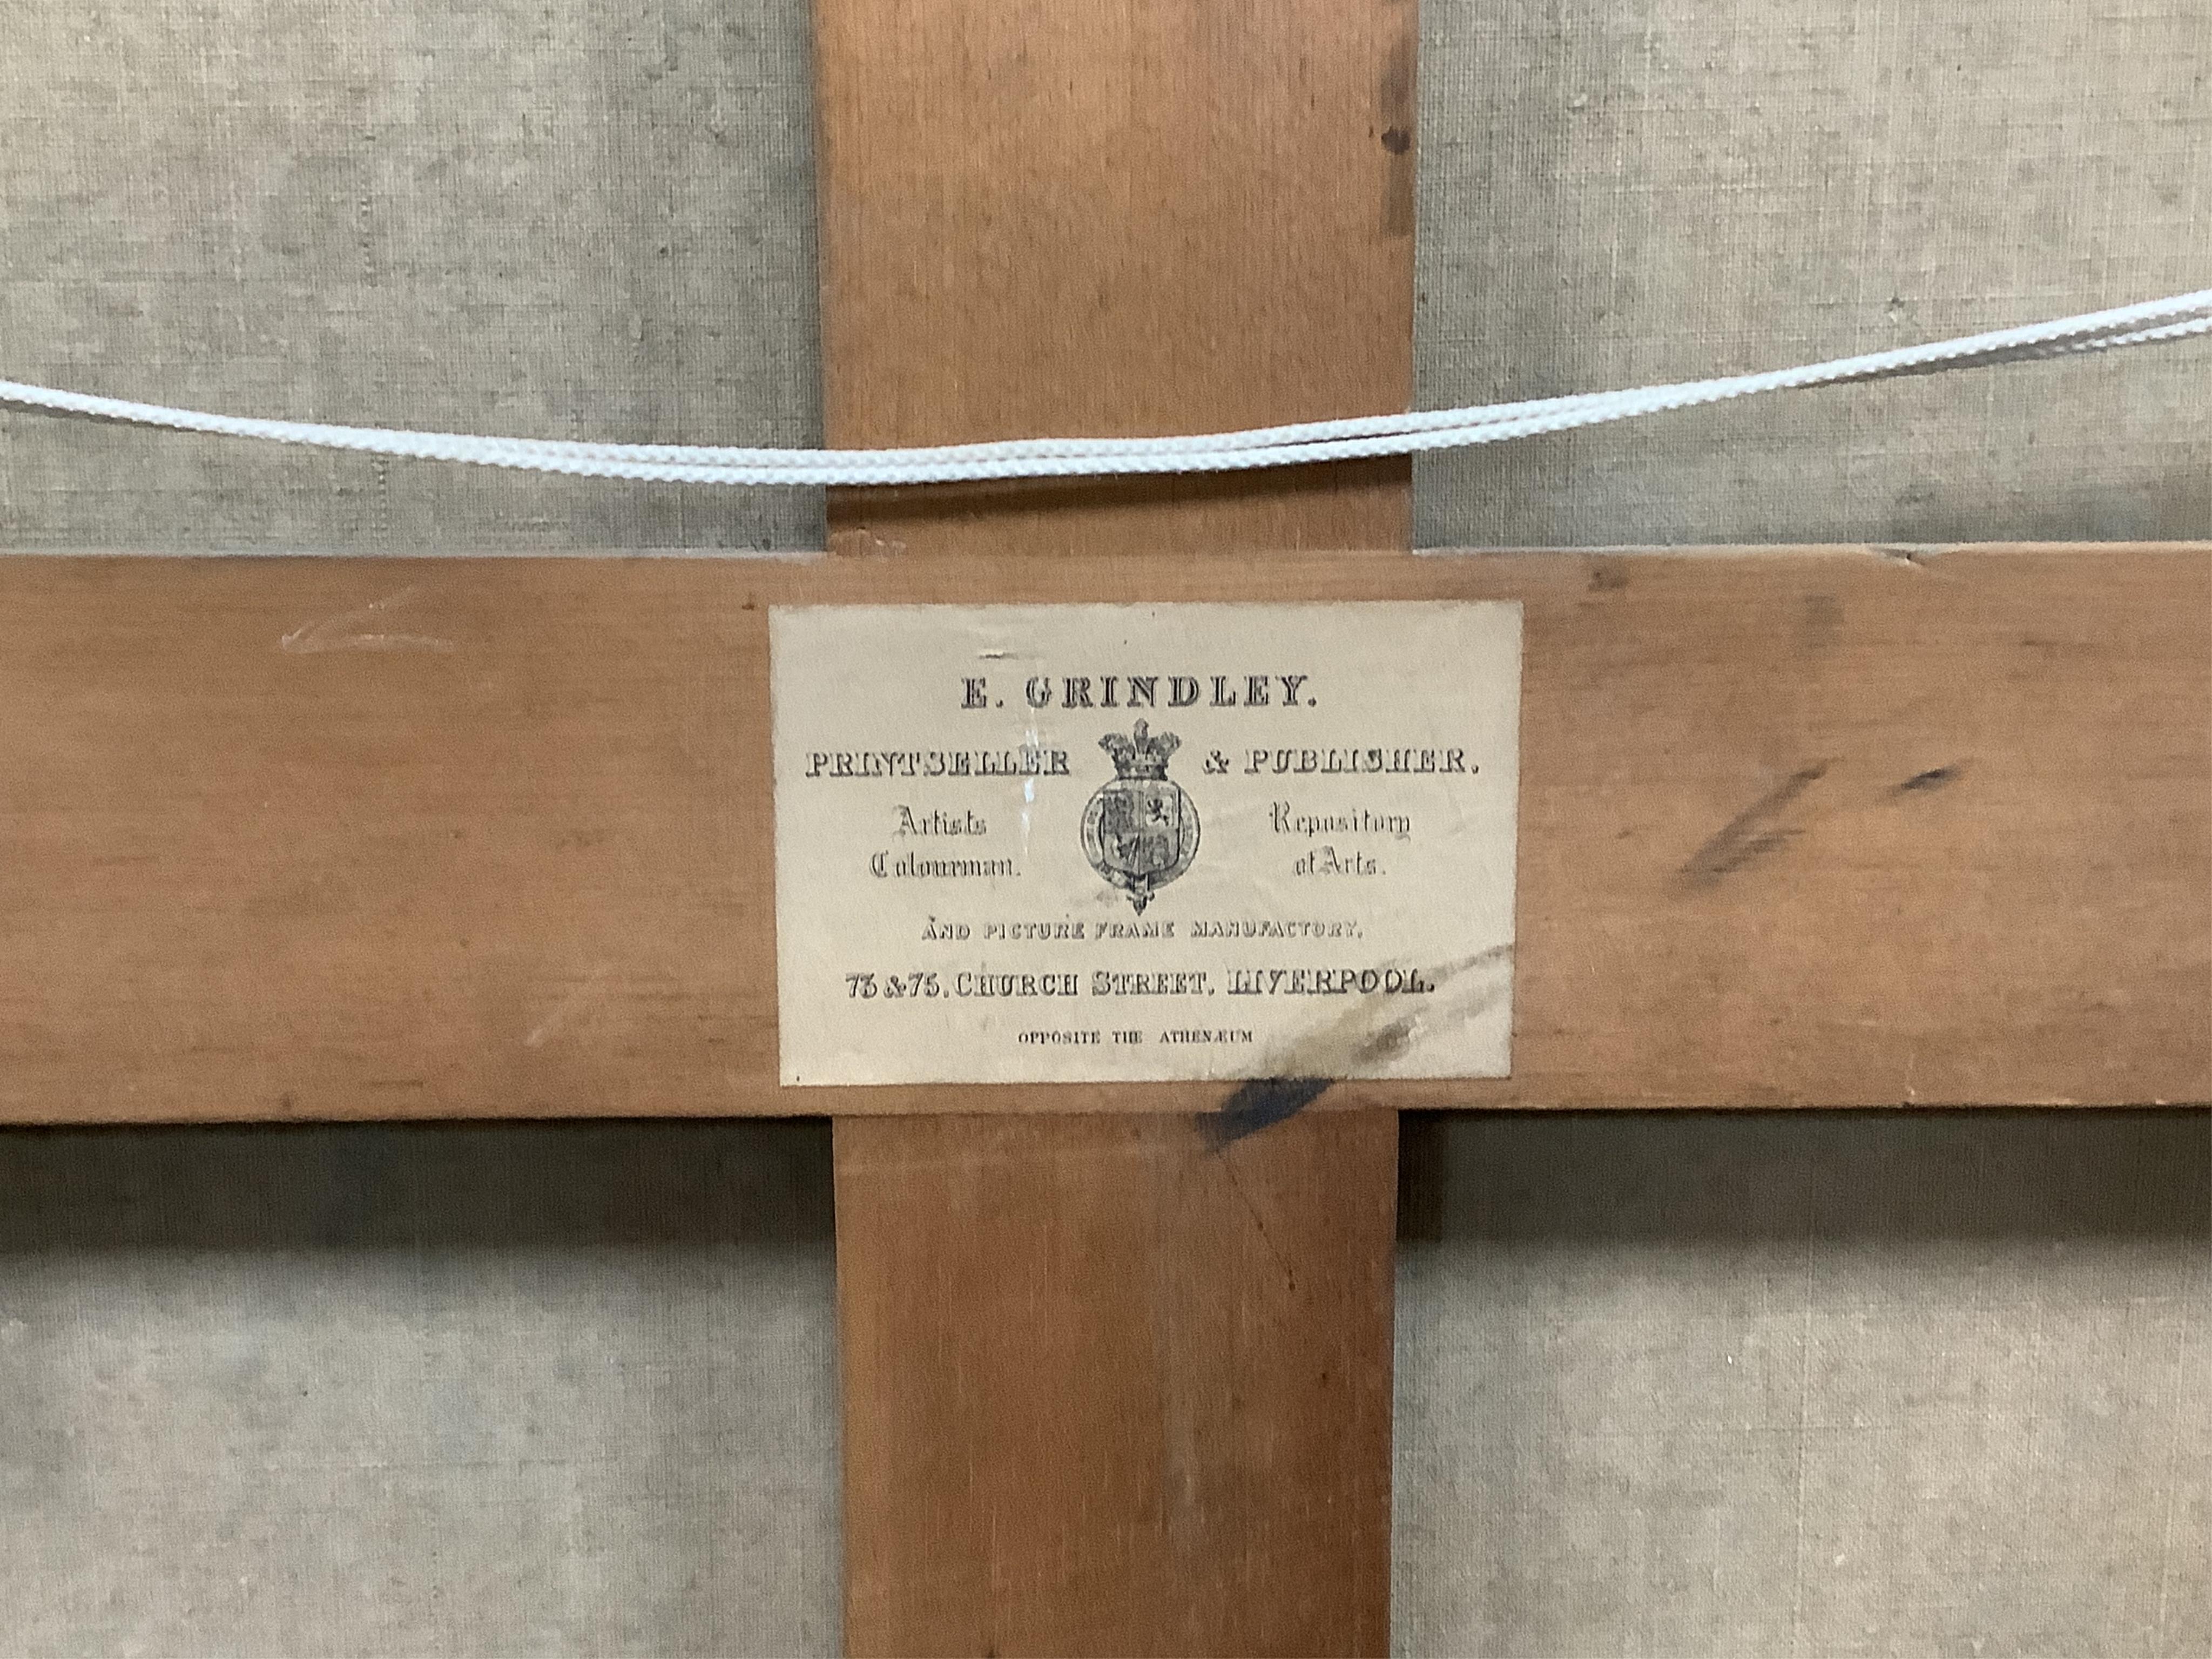 E. GRINDLEY.
PRINTSELLER & PUBLISHER.
Artists Repository
Colourman. of Arts.
AND PICTURE FRAME MANUFACTORY,
73 & 75, CHURCH STREET, LIVERPOOL.
OPPOSITE THE ATHENÆUM